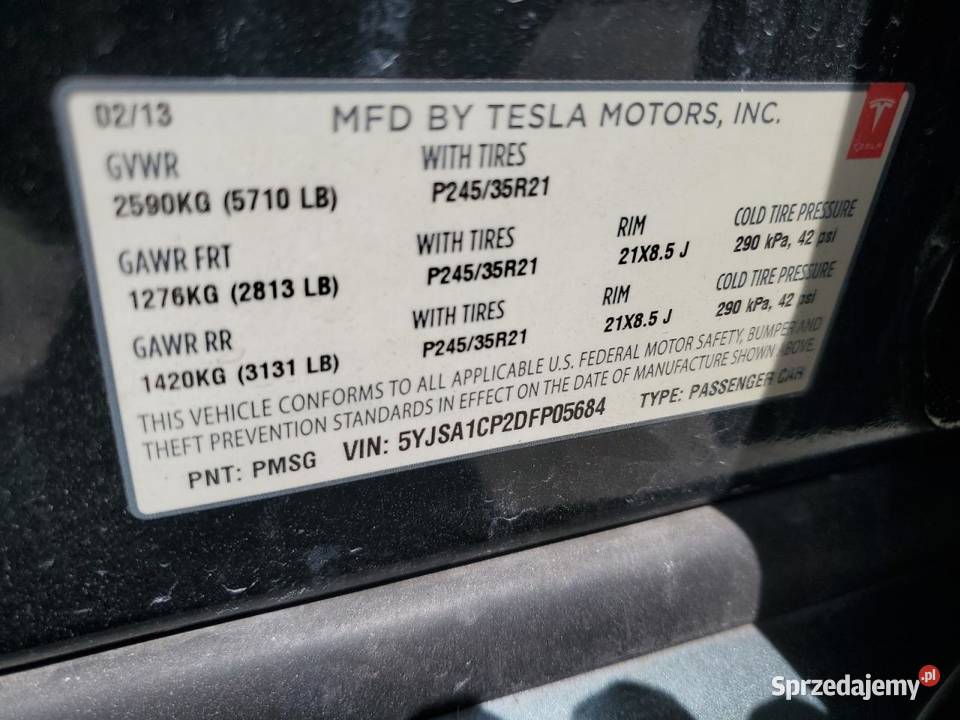 02/13 MFD BY TESLA MOTORS, INC.
TESLA
GVWR WITH TIRES
2590KG (5710 LB) P245/35R21
GAWR FRT WITH TIRES RIM COLD TIRE PRESSURE
1276KG (2813 LB) P245/35R21 21X8.5 J 290 kPa, 42 psi
GAWR RR WITH TIRES RIM COLD TIRE PRESSURE
1420KG (3131 LB) P245/35R21 21X8.5 J 290 kPa, 42 psi
THIS VEHICLE CONFORMS TO ALL APPLICABLE U.S. FEDERAL MOTOR SAFETY, BUMPER AND
THEFT PREVENTION STANDARDS IN EFFECT ON THE DATE OF MANUFACTURE SHOWN ABOVE.
PNT: PMSG VIN: 5YJSA1CP2DFP05684 TYPE: PASSENGER CAR
Sprzedajemy.pl